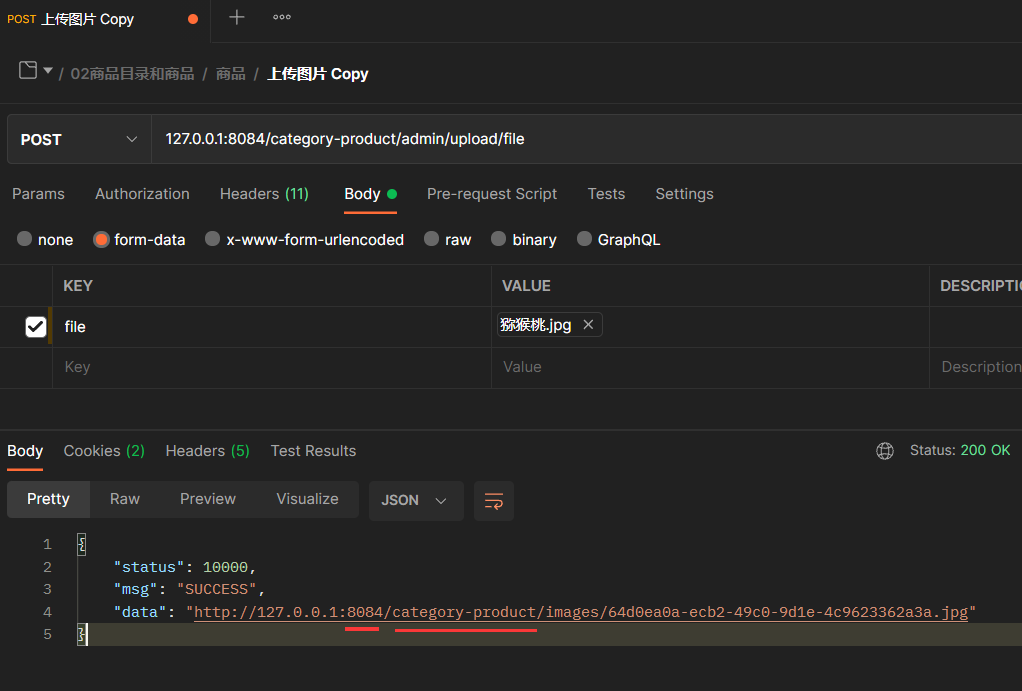 POST 上传图片 Copy
/ 02商品目录和商品 / 商品 / 上传图片 Copy
POST 127.0.0.1:8084/category-product/admin/upload/file
Params Authorization Headers (11) Body Pre-request Script Tests Settings
none form-data x-www-form-urlencoded raw binary GraphQL
KEY VALUE DESCRIPTIO
file 猕猴桃.jpg
Key Value Description
Body Cookies (2) Headers (5) Test Results Status: 200 OK
Pretty Raw Preview Visualize JSON
1 {
2 "status": 10000,
3 "msg": "SUCCESS",
4 "data": "http://127.0.0.1:8084/category-product/images/64d0ea0a-ecb2-49c0-9d1e-4c9623362a3a.jpg"
5 }